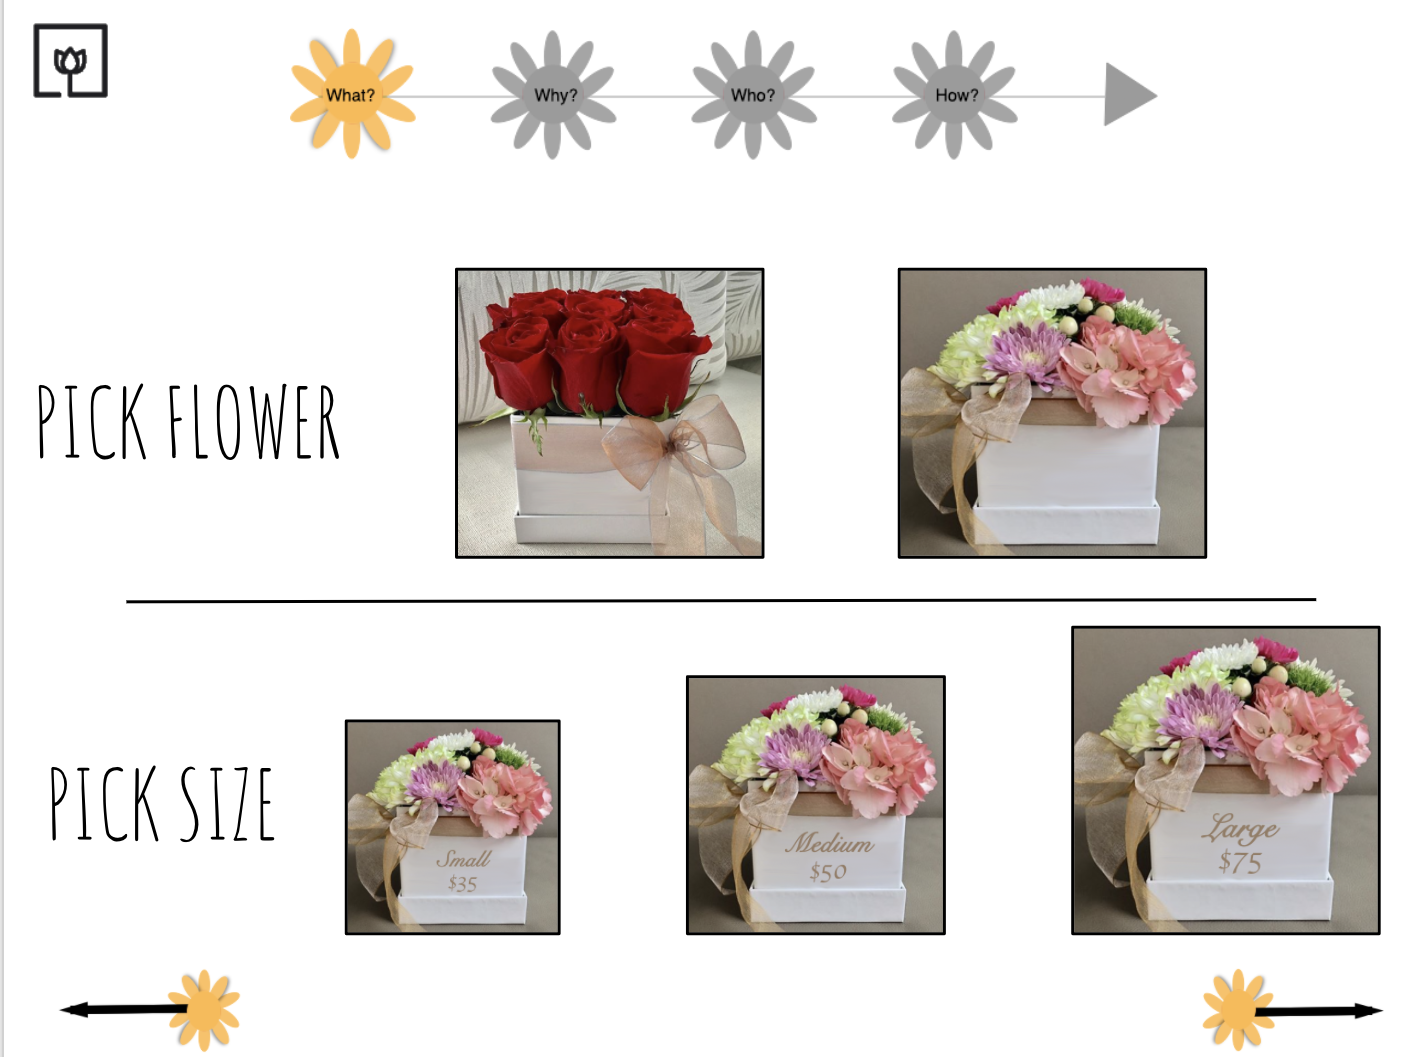 What?
Why?
Who?
How?
PICK FLOWER
PICK SIZE
Small
$35
Medium
$50
Large
$75